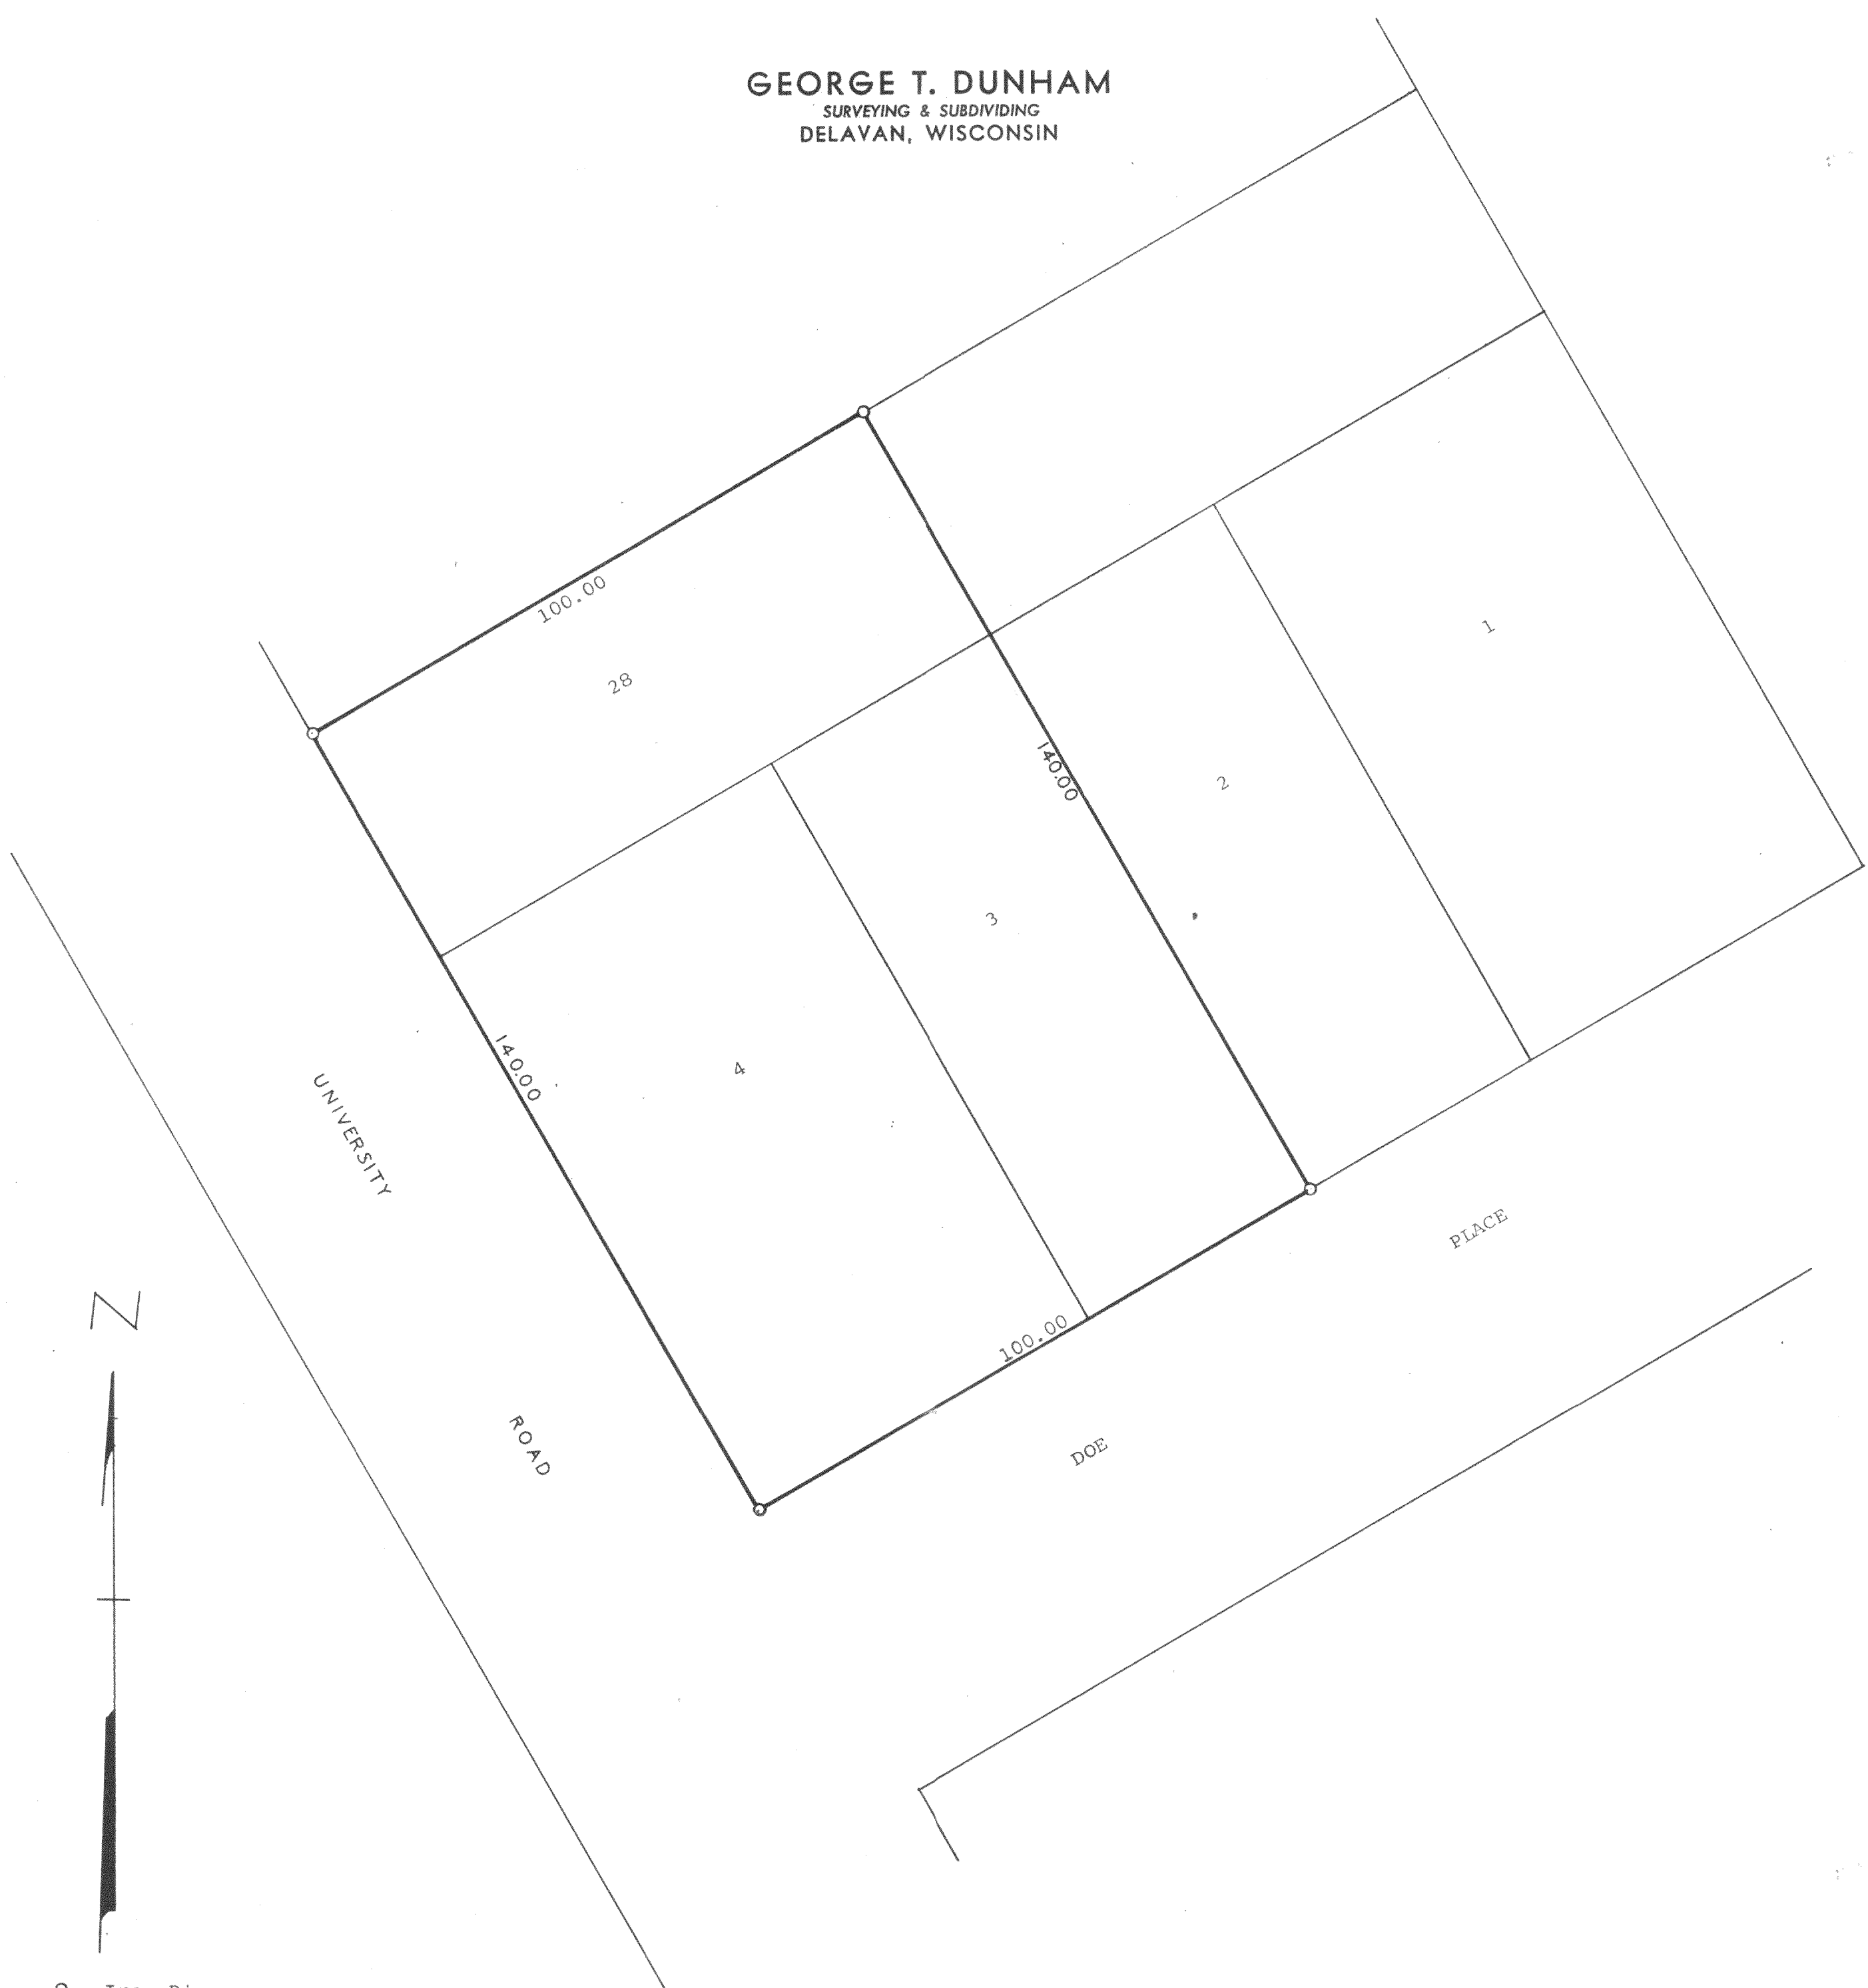 GEORGE T. DUNHAM
SURVEYING & SUBDIVIDING
DELAVAN, WISCONSIN
100.00
28
1
140.00
2
3
140.00
4
UNIVERSITY
ROAD
PLACE
100.00
DOE
N